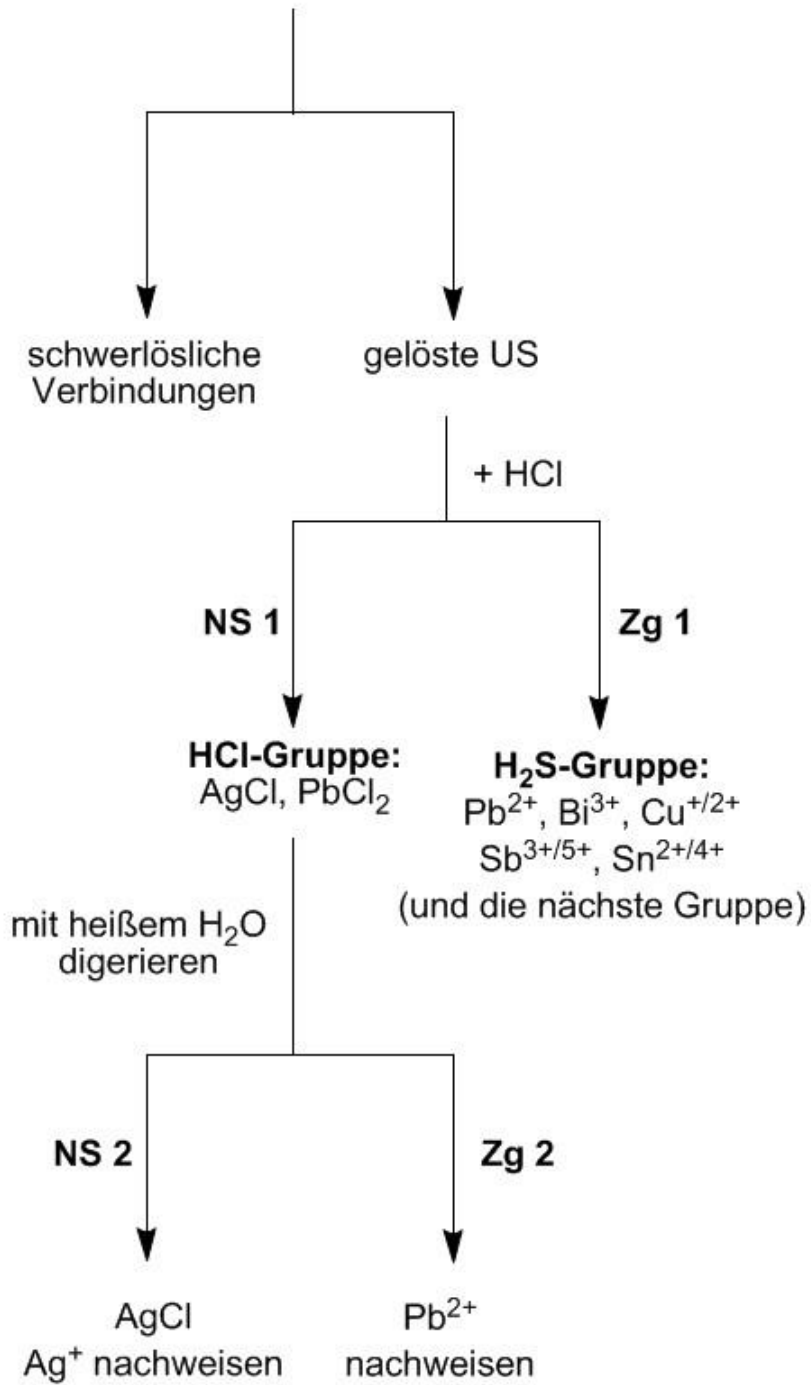 schwerlösliche
Verbindungen
gelöste US
+ HCl
NS 1
Zg 1
HCl-Gruppe:
AgCl, PbCl₂
H₂S-Gruppe:
Pb²⁺, Bi³⁺, Cu⁺/²⁺
Sb³⁺/⁵⁺, Sn²⁺/⁴⁺
(und die nächste Gruppe)
mit heißem H₂O
digerieren
NS 2
Zg 2
AgCl
Ag⁺ nachweisen
Pb²⁺
nachweisen